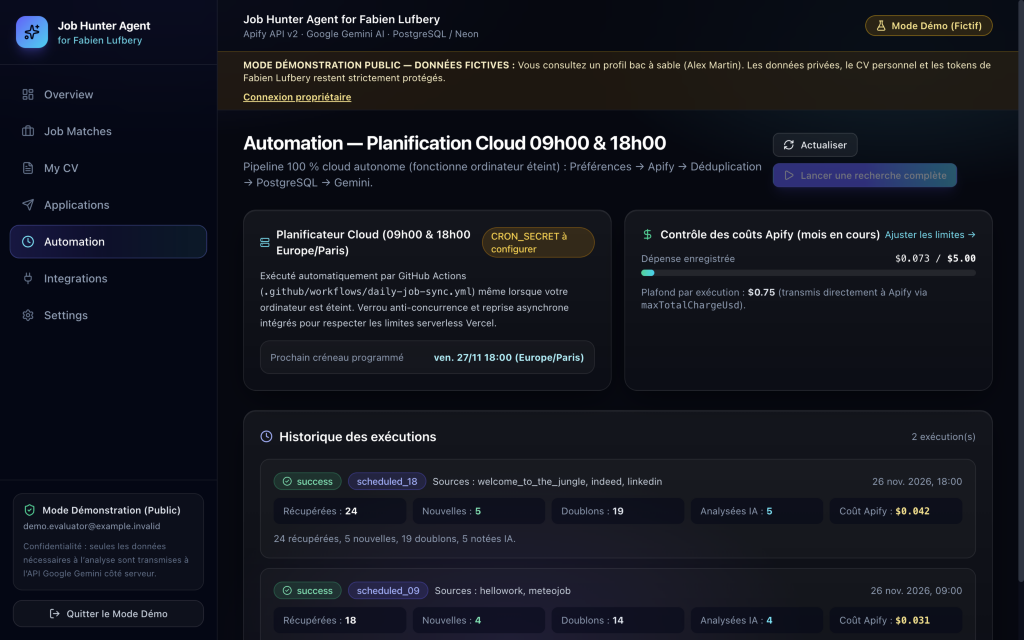 Job Hunter Agent
for Fabien Lufbery
Overview
Job Matches
My CV
Applications
Automation
Integrations
Settings
Mode Démonstration (Public)
demo.evaluator@example.invalid
Confidentialité : seules les données
nécessaires à l'analyse sont transmises à
l'API Google Gemini côté serveur.
Quitter le Mode Démo
Job Hunter Agent for Fabien Lufbery
Apify API v2 · Google Gemini AI · PostgreSQL / Neon
Mode Démo (Fictif)
MODE DÉMONSTRATION PUBLIC — DONNÉES FICTIVES : Vous consultez un profil bac à sable (Alex Martin). Les données privées, le CV personnel et les tokens de
Fabien Lufbery restent strictement protégés.
Connexion propriétaire
Automation — Planification Cloud 09h00 & 18h00
Pipeline 100 % cloud autonome (fonctionne ordinateur éteint) : Préférences → Apify → Déduplication
→ PostgreSQL → Gemini.
Actualiser
Lancer une recherche complète
Planificateur Cloud (09h00 & 18h00
Europe/Paris)
CRON_SECRET à
configurer
Exécuté automatiquement par GitHub Actions
(.github/workflows/daily-job-sync.yml) même lorsque votre
ordinateur est éteint. Verrou anti-concurrence et reprise asynchrone
intégrés pour respecter les limites serverless Vercel.
Prochain créneau programmé
ven. 27/11 18:00 (Europe/Paris)
Contrôle des coûts Apify (mois en cours)
Ajuster les limites →
Dépense enregistrée
$0.073 / $5.00
Plafond par exécution : $0.75 (transmis directement à Apify via
maxTotalChargeUsd).
Historique des exécutions
2 exécution(s)
success
scheduled_18
Sources : welcome_to_the_jungle, indeed, linkedin
26 nov. 2026, 18:00
Récupérées : 24
Nouvelles : 5
Doublons : 19
Analysées IA : 5
Coût Apify : $0.042
24 récupérées, 5 nouvelles, 19 doublons, 5 notées IA.
success
scheduled_09
Sources : hellowork, meteojob
26 nov. 2026, 09:00
Récupérées : 18
Nouvelles : 4
Doublons : 14
Analysées IA : 4
Coût Apify : $0.031